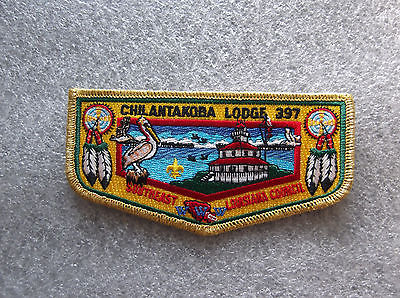 CHILANTAKOBA LODGE 397
SOUTHEAST LOUISIANA COUNCIL